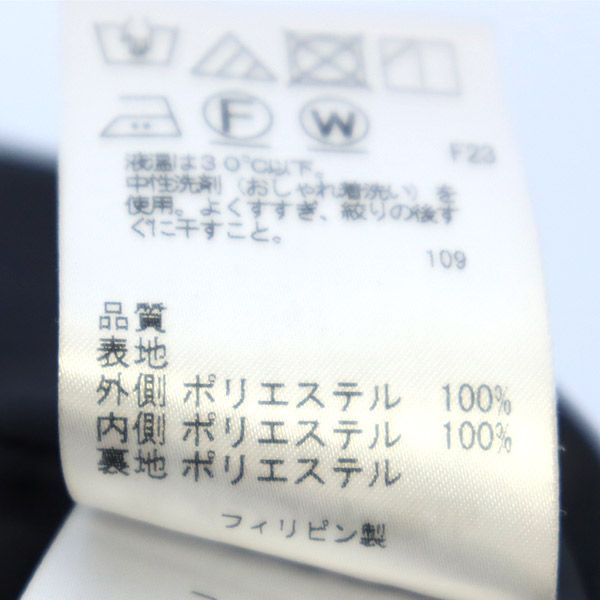 F W
F23
液温は30℃以下。
中性洗剤（おしゃれ着洗い）を
使用。よくすすぎ、絞りの後す
ぐに干すこと。
109
品質
表地
外側 ポリエステル 100%
内側 ポリエステル 100%
裏地 ポリエステル
フィリピン製